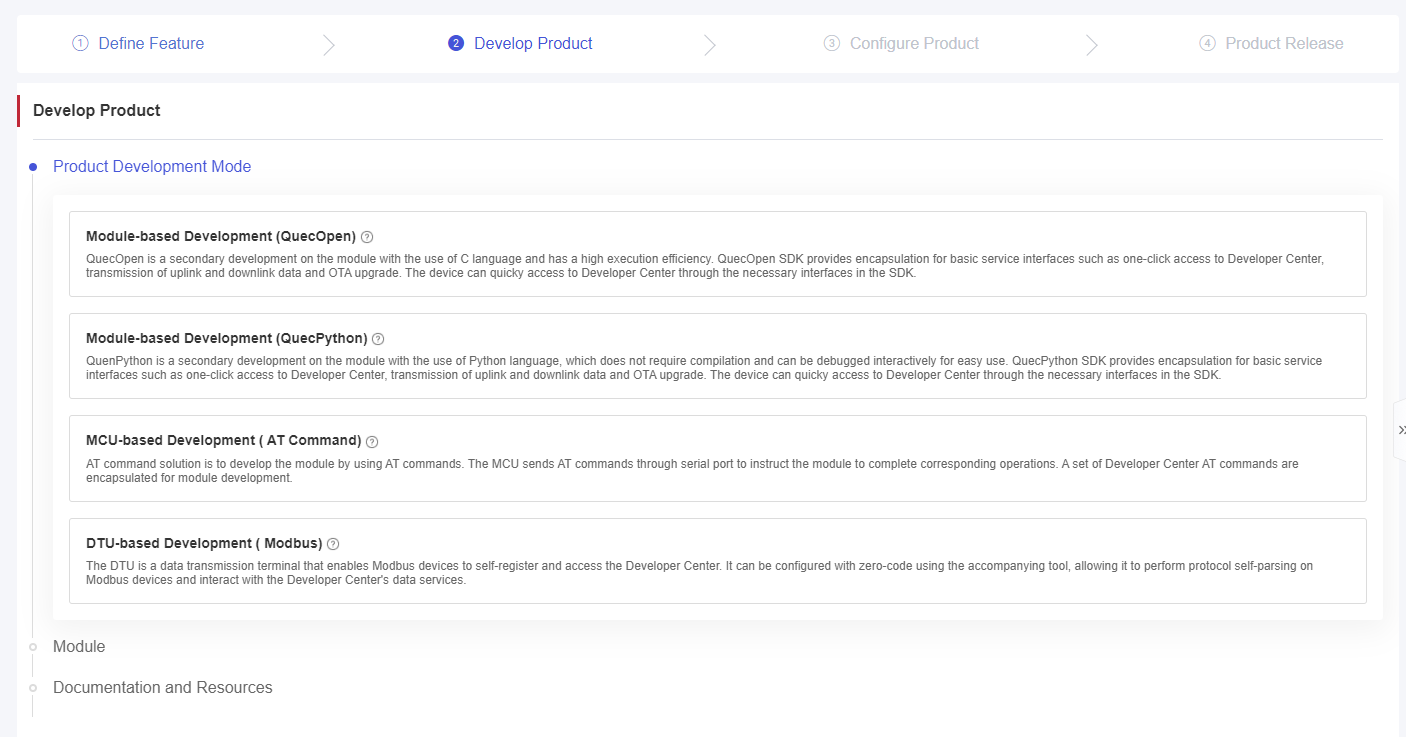 1 Define Feature
2 Develop Product
3 Configure Product
4 Product Release
Develop Product
Product Development Mode
Module-based Development (QuecOpen) ?
QuecOpen is a secondary development on the module with the use of C language and has a high execution efficiency. QuecOpen SDK provides encapsulation for basic service interfaces such as one-click access to Developer Center,
transmission of uplink and downlink data and OTA upgrade. The device can quicky access to Developer Center through the necessary interfaces in the SDK.
Module-based Development (QuecPython) ?
QuenPython is a secondary development on the module with the use of Python language, which does not require compilation and can be debugged interactively for easy use. QuecPython SDK provides encapsulation for basic service
interfaces such as one-click access to Developer Center, transmission of uplink and downlink data and OTA upgrade. The device can quicky access to Developer Center through the necessary interfaces in the SDK.
MCU-based Development ( AT Command) ?
AT command solution is to develop the module by using AT commands. The MCU sends AT commands through serial port to instruct the module to complete corresponding operations. A set of Developer Center AT commands are
encapsulated for module development.
DTU-based Development ( Modbus) ?
The DTU is a data transmission terminal that enables Modbus devices to self-register and access the Developer Center. It can be configured with zero-code using the accompanying tool, allowing it to perform protocol self-parsing on
Modbus devices and interact with the Developer Center's data services.
Module
Documentation and Resources